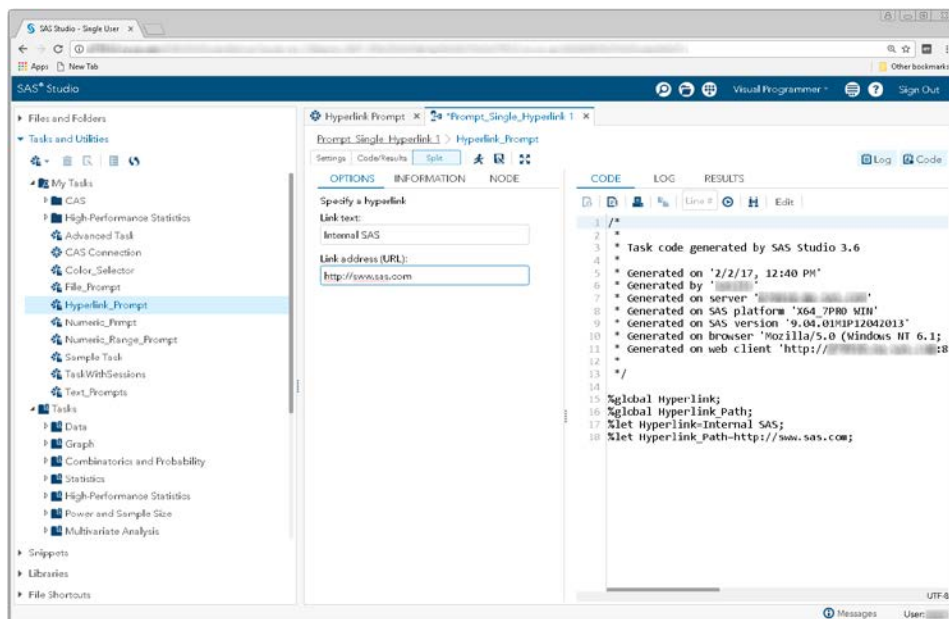 SAS Studio - Single User
Apps New Tab Other bookmarks
SAS® Studio Visual Programmer Sign Out
Files and Folders
Tasks and Utilities
My Tasks
CAS
High-Performance Statistics
Advanced Task
CAS Connection
Color_Selector
File_Prompt
Hyperlink_Prompt
Numeric_Prmpt
Numeric_Range_Prompt
Sample Task
TaskWithSessions
Text_Prompts
Tasks
Data
Graph
Combinatorics and Probability
Statistics
High-Performance Statistics
Power and Sample Size
Multivariate Analysis
Snippets
Libraries
File Shortcuts
Hyperlink Prompt *Prompt_Single_Hyperlink 1
Prompt_Single_Hyperlink 1 > Hyperlink_Prompt
Settings Code/Results Split Log Code
OPTIONS INFORMATION NODE
Specify a hyperlink
Link text:
Internal SAS
Link address (URL):
http://sww.sas.com
CODE LOG RESULTS
Line # Edit
1 /*
2 *
3 * Task code generated by SAS Studio 3.6
4 *
5 * Generated on '2/2/17, 12:40 PM'
6 * Generated by ' '
7 * Generated on server ' '
8 * Generated on SAS platform 'X64_7PRO WIN'
9 * Generated on SAS version '9.04.01M1P12042013'
10 * Generated on browser 'Mozilla/5.0 (Windows NT 6.1;
11 * Generated on web client 'http:// :8
12 *
13 */
14
15 %global Hyperlink;
16 %global Hyperlink_Path;
17 %let Hyperlink=Internal SAS;
18 %let Hyperlink_Path=http://sww.sas.com;
UTF-8
Messages User: